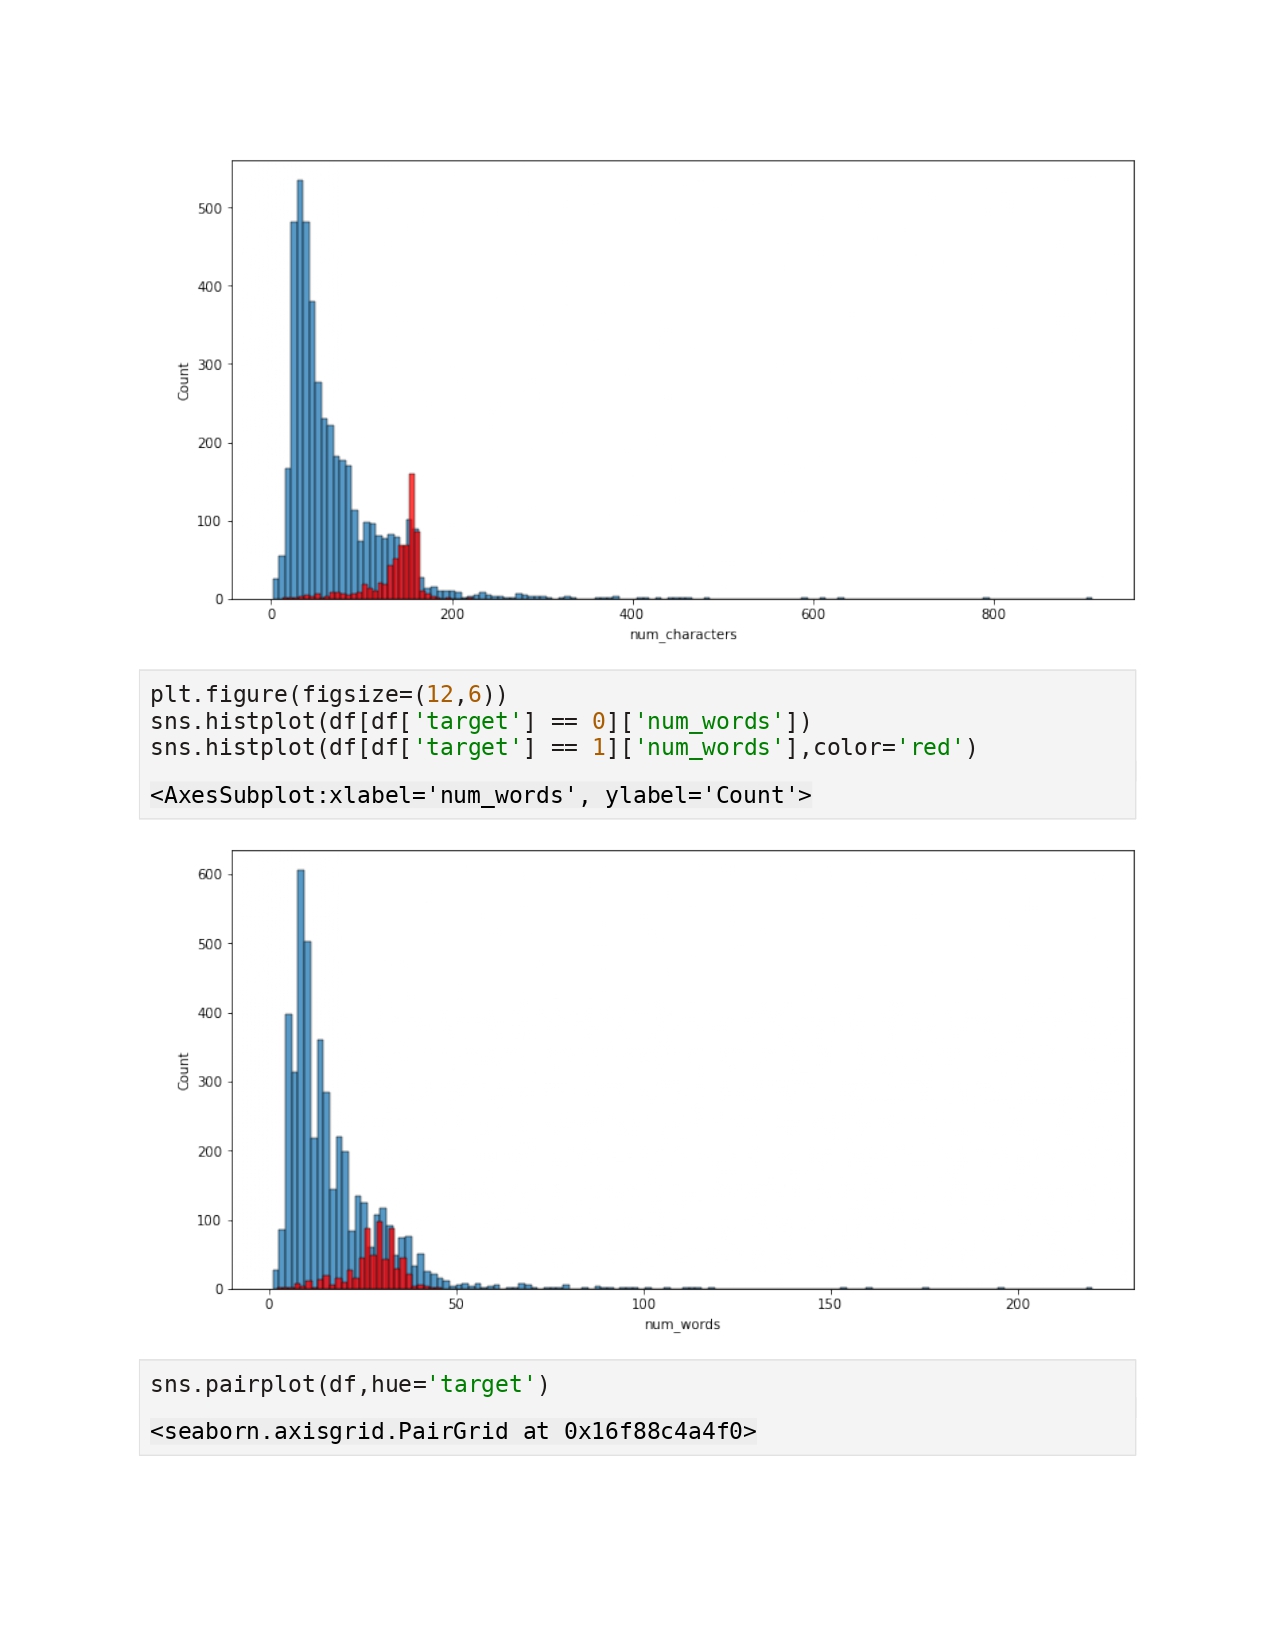 500
400
300
200
100
0
Count
0 200 400 600 800
num_characters
plt.figure(figsize=(12,6))
sns.histplot(df[df['target'] == 0]['num_words'])
sns.histplot(df[df['target'] == 1]['num_words'],color='red')
<AxesSubplot:xlabel='num_words', ylabel='Count'>
600
500
400
300
200
100
0
Count
0 50 100 150 200
num_words
sns.pairplot(df,hue='target')
<seaborn.axisgrid.PairGrid at 0x16f88c4a4f0>